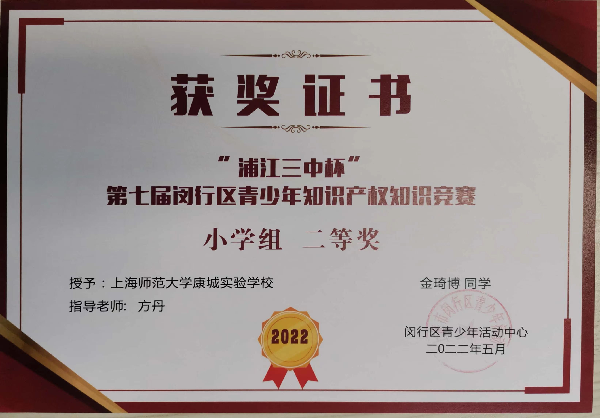 获奖证书
“浦江三中杯”
第七届闵行区青少年知识产权知识竞赛
小学组 二等奖
授予：上海师范大学康城实验学校 金琦博 同学
指导老师： 方丹
2022
闵行区青少年活动中心
二〇二二年五月